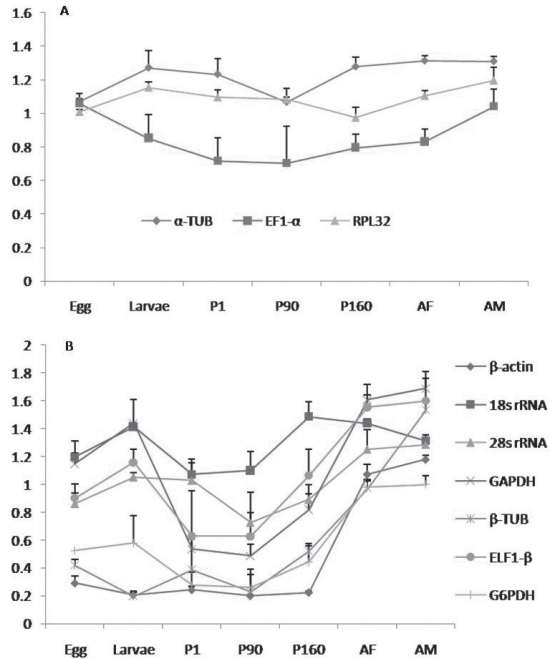 A
1.6
1.4
1.2
1
0.8
0.6
0.4
0.2
0
α-TUB EF1-α RPL32
Egg Larvae P1 P90 P160 AF AM
B
2
1.8
1.6
1.4
1.2
1
0.8
0.6
0.4
0.2
0
β-actin
18s rRNA
28s rRNA
GAPDH
β-TUB
ELF1-β
G6PDH
Egg Larvae P1 P90 P160 AF AM